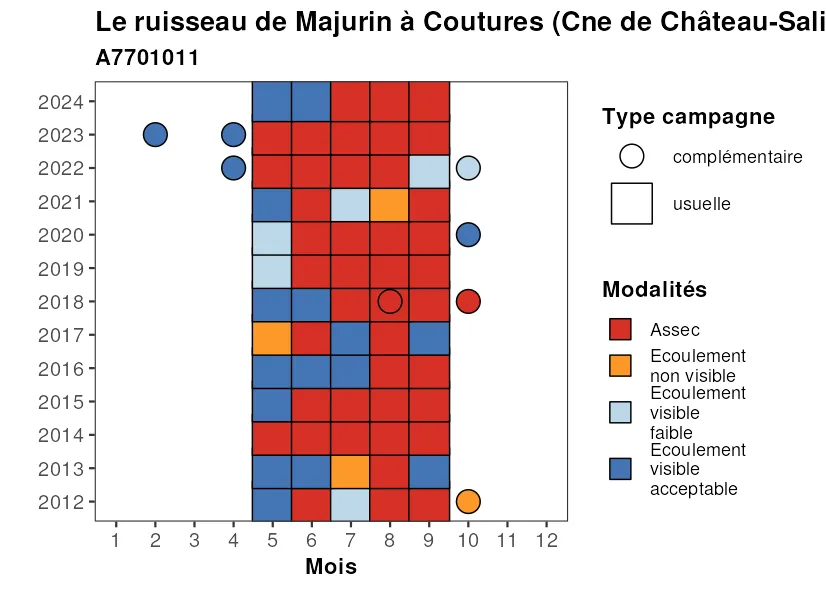 Le ruisseau de Majurin à Coutures (Cne de Château-Sali
A7701011
2024
2023
2022
2021
2020
2019
2018
2017
2016
2015
2014
2013
2012
1 2 3 4 5 6 7 8 9 10 11 12
Mois
Type campagne
complémentaire
usuelle
Modalités
Assec
Ecoulement
non visible
Ecoulement
visible
faible
Ecoulement
visible
acceptable